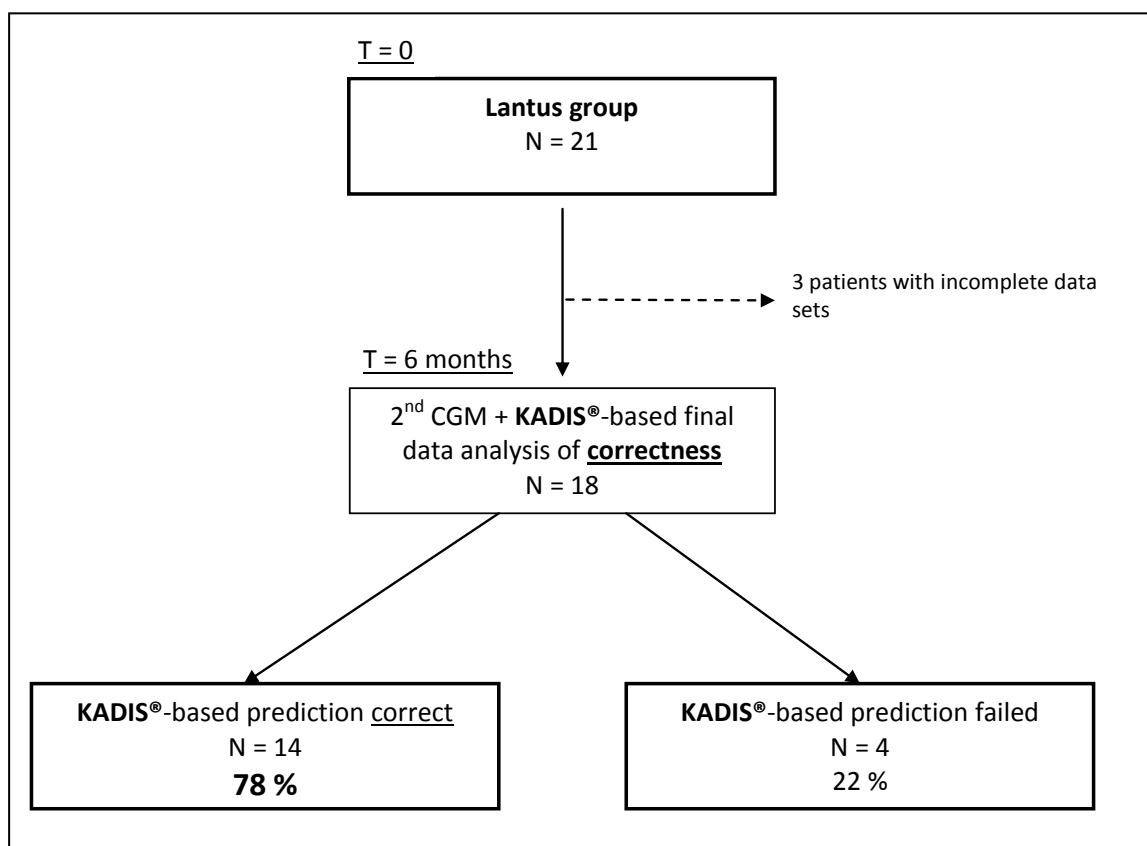 T = 0
Lantus group
N = 21
3 patients with incomplete data
sets
T = 6 months
2nd CGM + KADIS®-based final
data analysis of correctness
N = 18
KADIS®-based prediction correct
N = 14
78 %
KADIS®-based prediction failed
N = 4
22 %